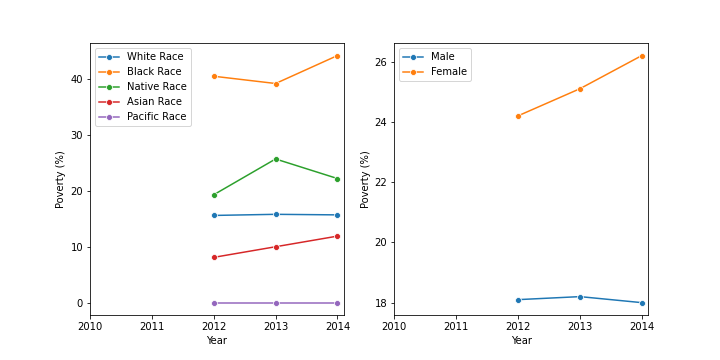 White Race
Black Race
Native Race
Asian Race
Pacific Race
40
30
20
10
0
Poverty (%)
2010 2011 2012 2013 2014
Year
Male
Female
26
24
22
20
18
Poverty (%)
2010 2011 2012 2013 2014
Year